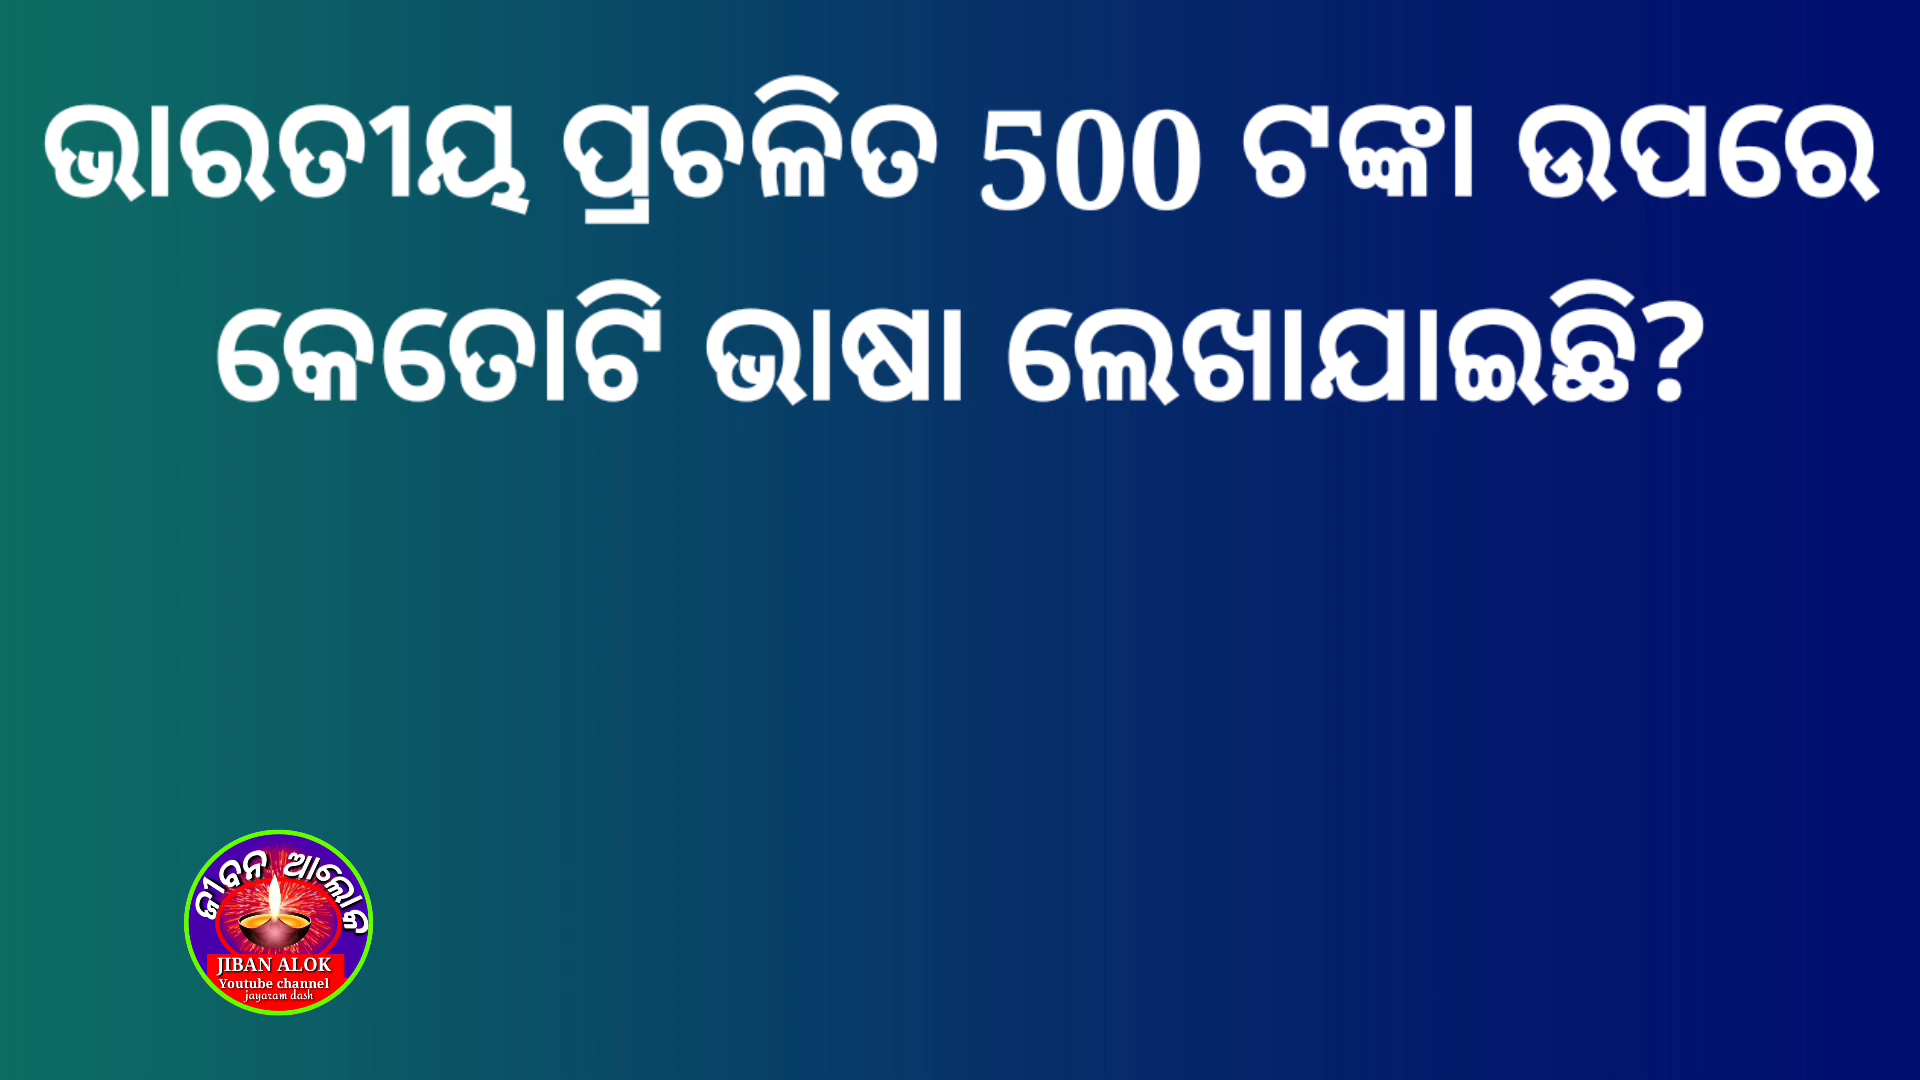 ଭାରତୀୟ ପ୍ରଚଳିତ 500 ଟଙ୍କା ଉପରେ
କେତୋଟି ଭାଷା ଲେଖାଯାଇଛି?
ଜୀବନ ଆଲୋକ
JIBAN ALOK
Youtube channel
jayaram dash